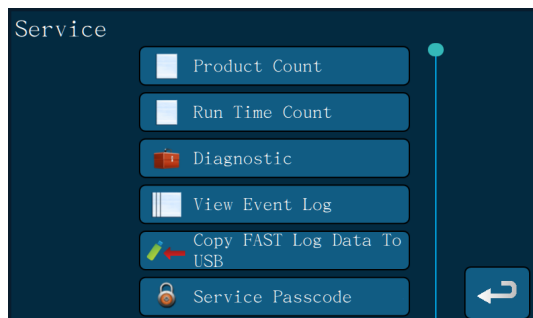 Service
Product Count
Run Time Count
Diagnostic
View Event Log
Copy FAST Log Data To
USB
Service Passcode